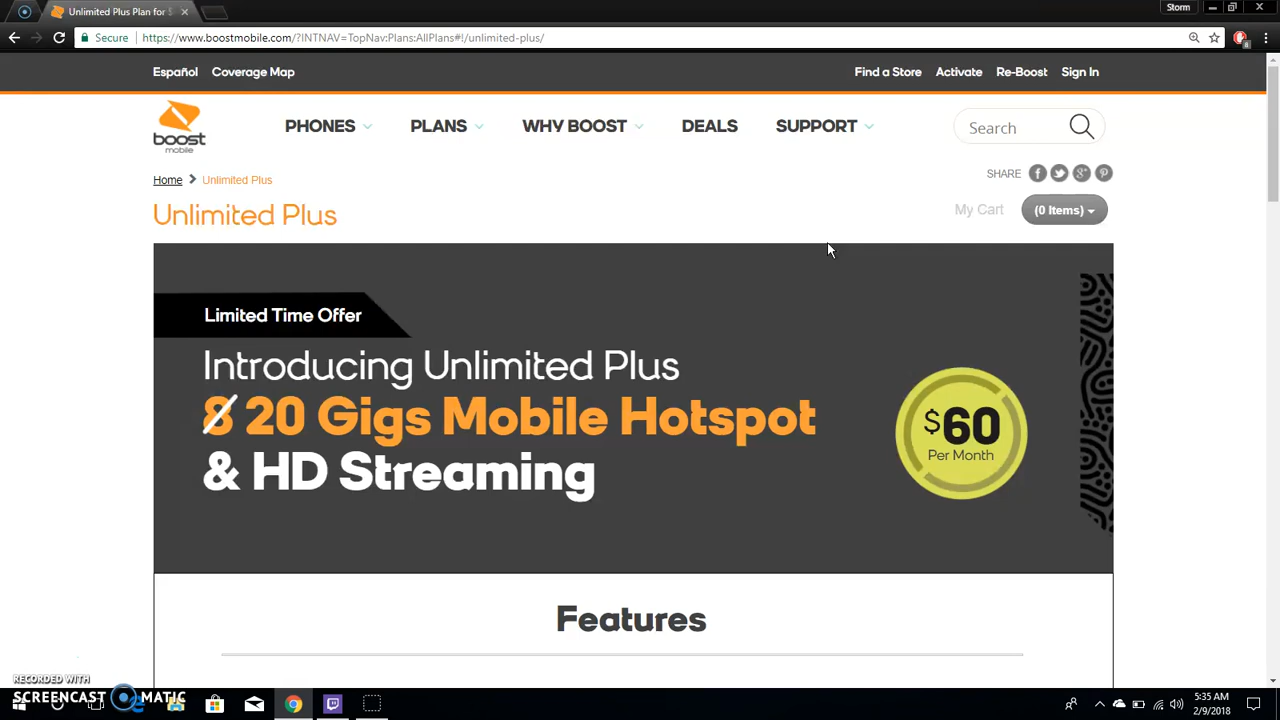 Unlimited Plus Plan for
Storm
Secure
https://www.boostmobile.com/?INTNAV=TopNav:Plans:AllPlans#!/unlimited-plus/
Español Coverage Map
Find a Store Activate Re-Boost Sign In
boost
mobile
PHONES PLANS WHY BOOST DEALS SUPPORT
Search
Home Unlimited Plus
SHARE
Unlimited Plus
My Cart (0 Items)
Limited Time Offer
Introducing Unlimited Plus
8 20 Gigs Mobile Hotspot
& HD Streaming
$60
Per Month
Features
RECORDED WITH
SCREENCAST MATIC
5:35 AM
2/9/2018